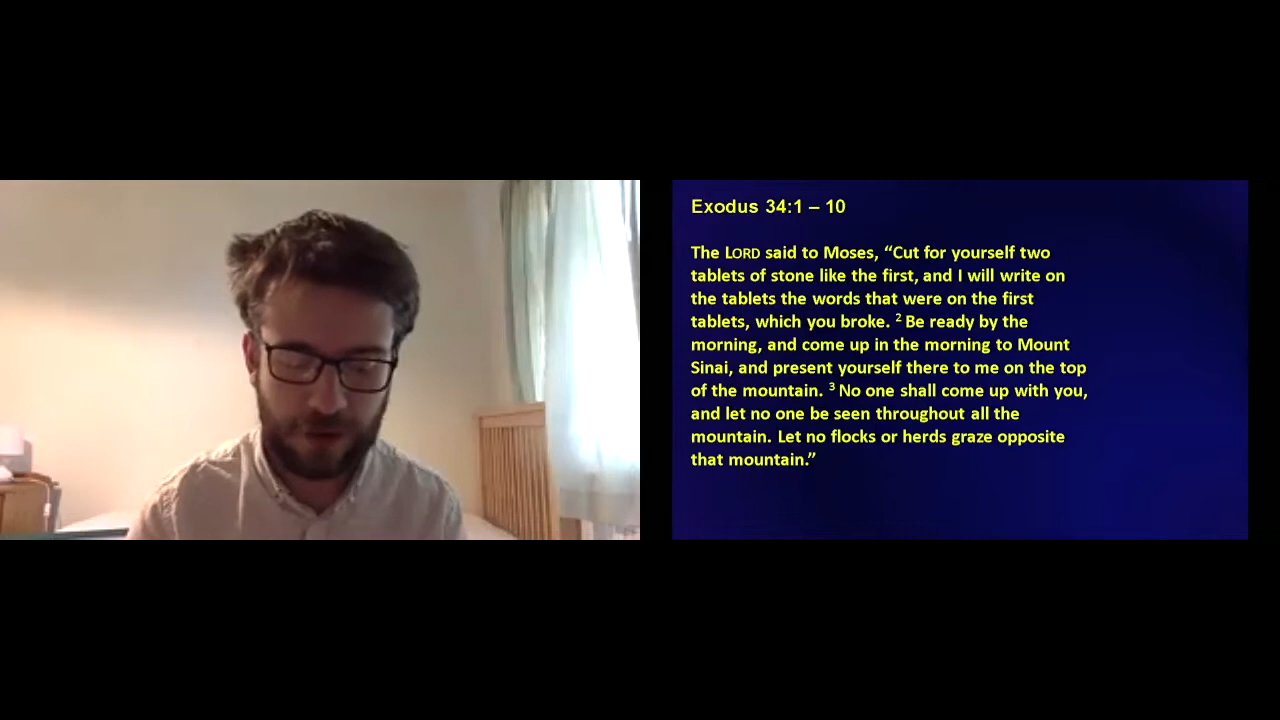 Exodus 34:1 – 10
The LORD said to Moses, “Cut for yourself two
tablets of stone like the first, and I will write on
the tablets the words that were on the first
tablets, which you broke. ² Be ready by the
morning, and come up in the morning to Mount
Sinai, and present yourself there to me on the top
of the mountain. ³ No one shall come up with you,
and let no one be seen throughout all the
mountain. Let no flocks or herds graze opposite
that mountain.”